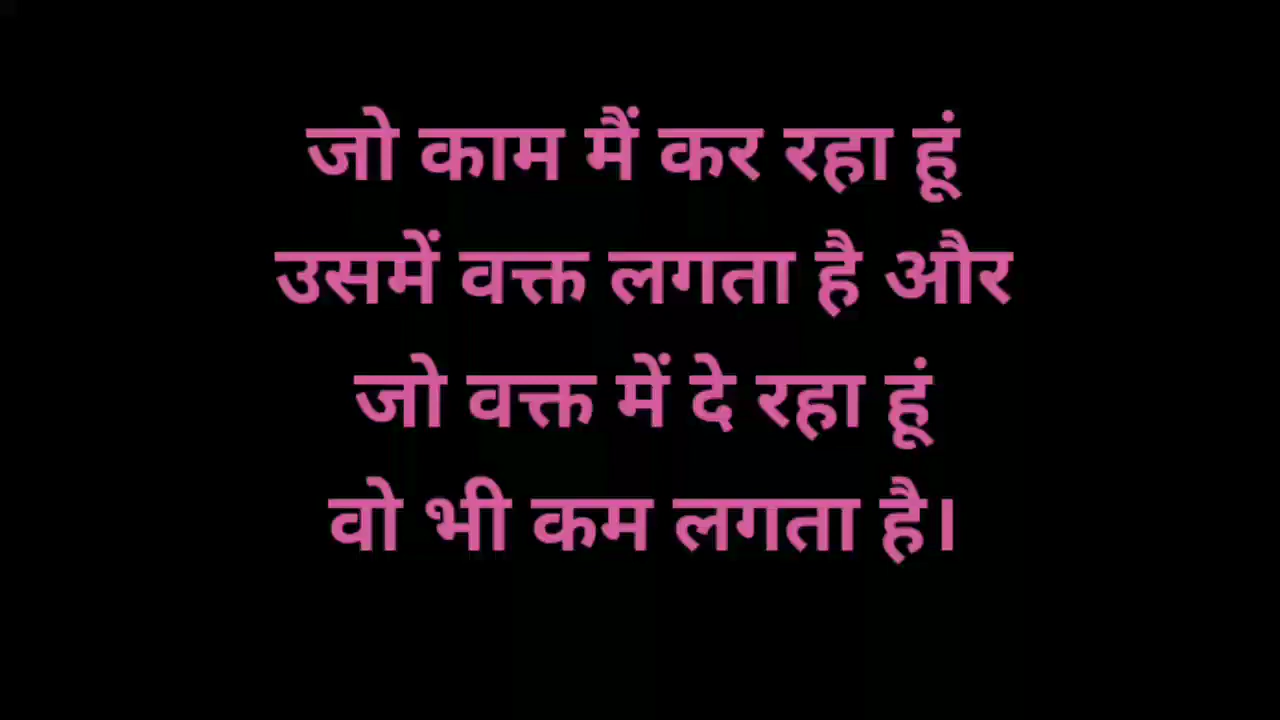 जो काम मैं कर रहा हूं
उसमें वक्त लगता है और
जो वक्त में दे रहा हूं
वो भी कम लगता है।